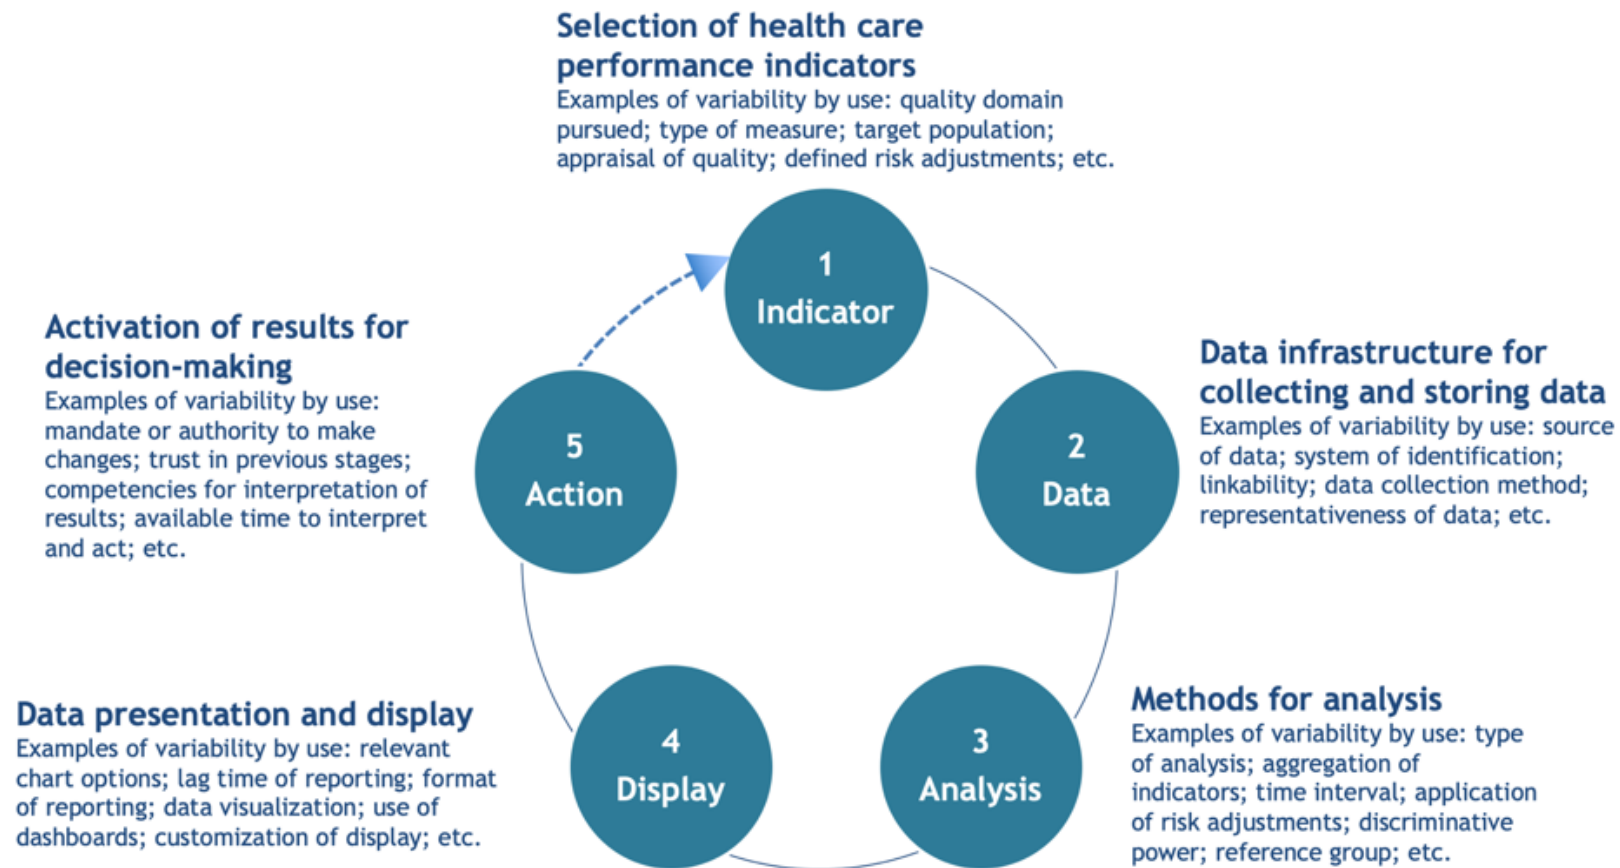 Selection of health care
performance indicators
Examples of variability by use: quality domain
pursued; type of measure; target population;
appraisal of quality; defined risk adjustments; etc.
1
Indicator
Data infrastructure for
collecting and storing data
Examples of variability by use: source
of data; system of identification;
linkability; data collection method;
representativeness of data; etc.
2
Data
Methods for analysis
Examples of variability by use: type
of analysis; aggregation of
indicators; time interval; application
of risk adjustments; discriminative
power; reference group; etc.
3
Analysis
Data presentation and display
Examples of variability by use: relevant
chart options; lag time of reporting; format
of reporting; data visualization; use of
dashboards; customization of display; etc.
4
Display
Activation of results for
decision-making
Examples of variability by use:
mandate or authority to make
changes; trust in previous stages;
competencies for interpretation of
results; available time to interpret
and act; etc.
5
Action